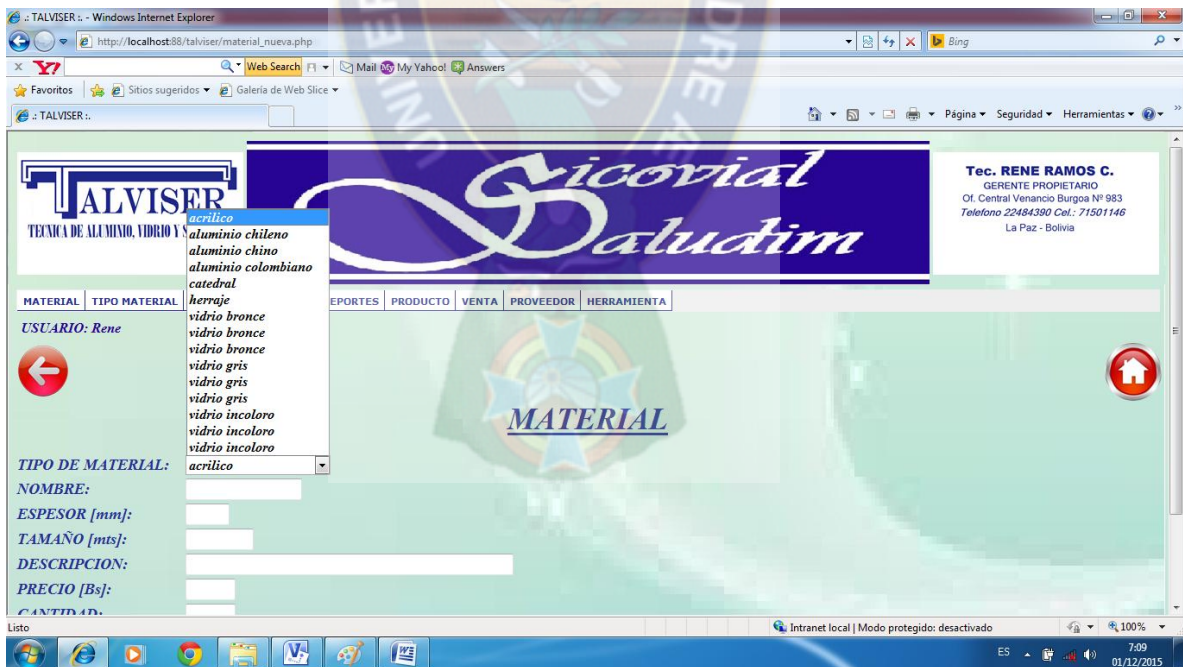 .: TALVISER :. - Windows Internet Explorer
http://localhost:88/talviser/material_nueva.php
Bing
x Y! Web Search Mail My Yahoo! Answers
Favoritos Sitios sugeridos Galería de Web Slice
.: TALVISER :. Página Seguridad Herramientas
UNIV DRE A
TALVISER
TECNICA DE ALUMINIO, VIDRIO Y S
Sicovial
Daludim
Tec. RENE RAMOS C.
GERENTE PROPIETARIO
Of. Central Venancio Burgoa Nº 983
Telefono 22484390 Cel.: 71501146
La Paz - Bolivia
MATERIAL TIPO MATERIAL EPORTES PRODUCTO VENTA PROVEEDOR HERRAMIENTA
USUARIO: Rene
acrilico
aluminio chileno
aluminio chino
aluminio colombiano
catedral
herraje
vidrio bronce
vidrio bronce
vidrio bronce
vidrio gris
vidrio gris
vidrio gris
vidrio incoloro
vidrio incoloro
vidrio incoloro
MATERIAL
TIPO DE MATERIAL: acrilico
NOMBRE:
ESPESOR [mm]:
TAMAÑO [mts]:
DESCRIPCION:
PRECIO [Bs]:
CANTIDAD:
Listo Intranet local | Modo protegido: desactivado 100%
ES 7:09
01/12/2015